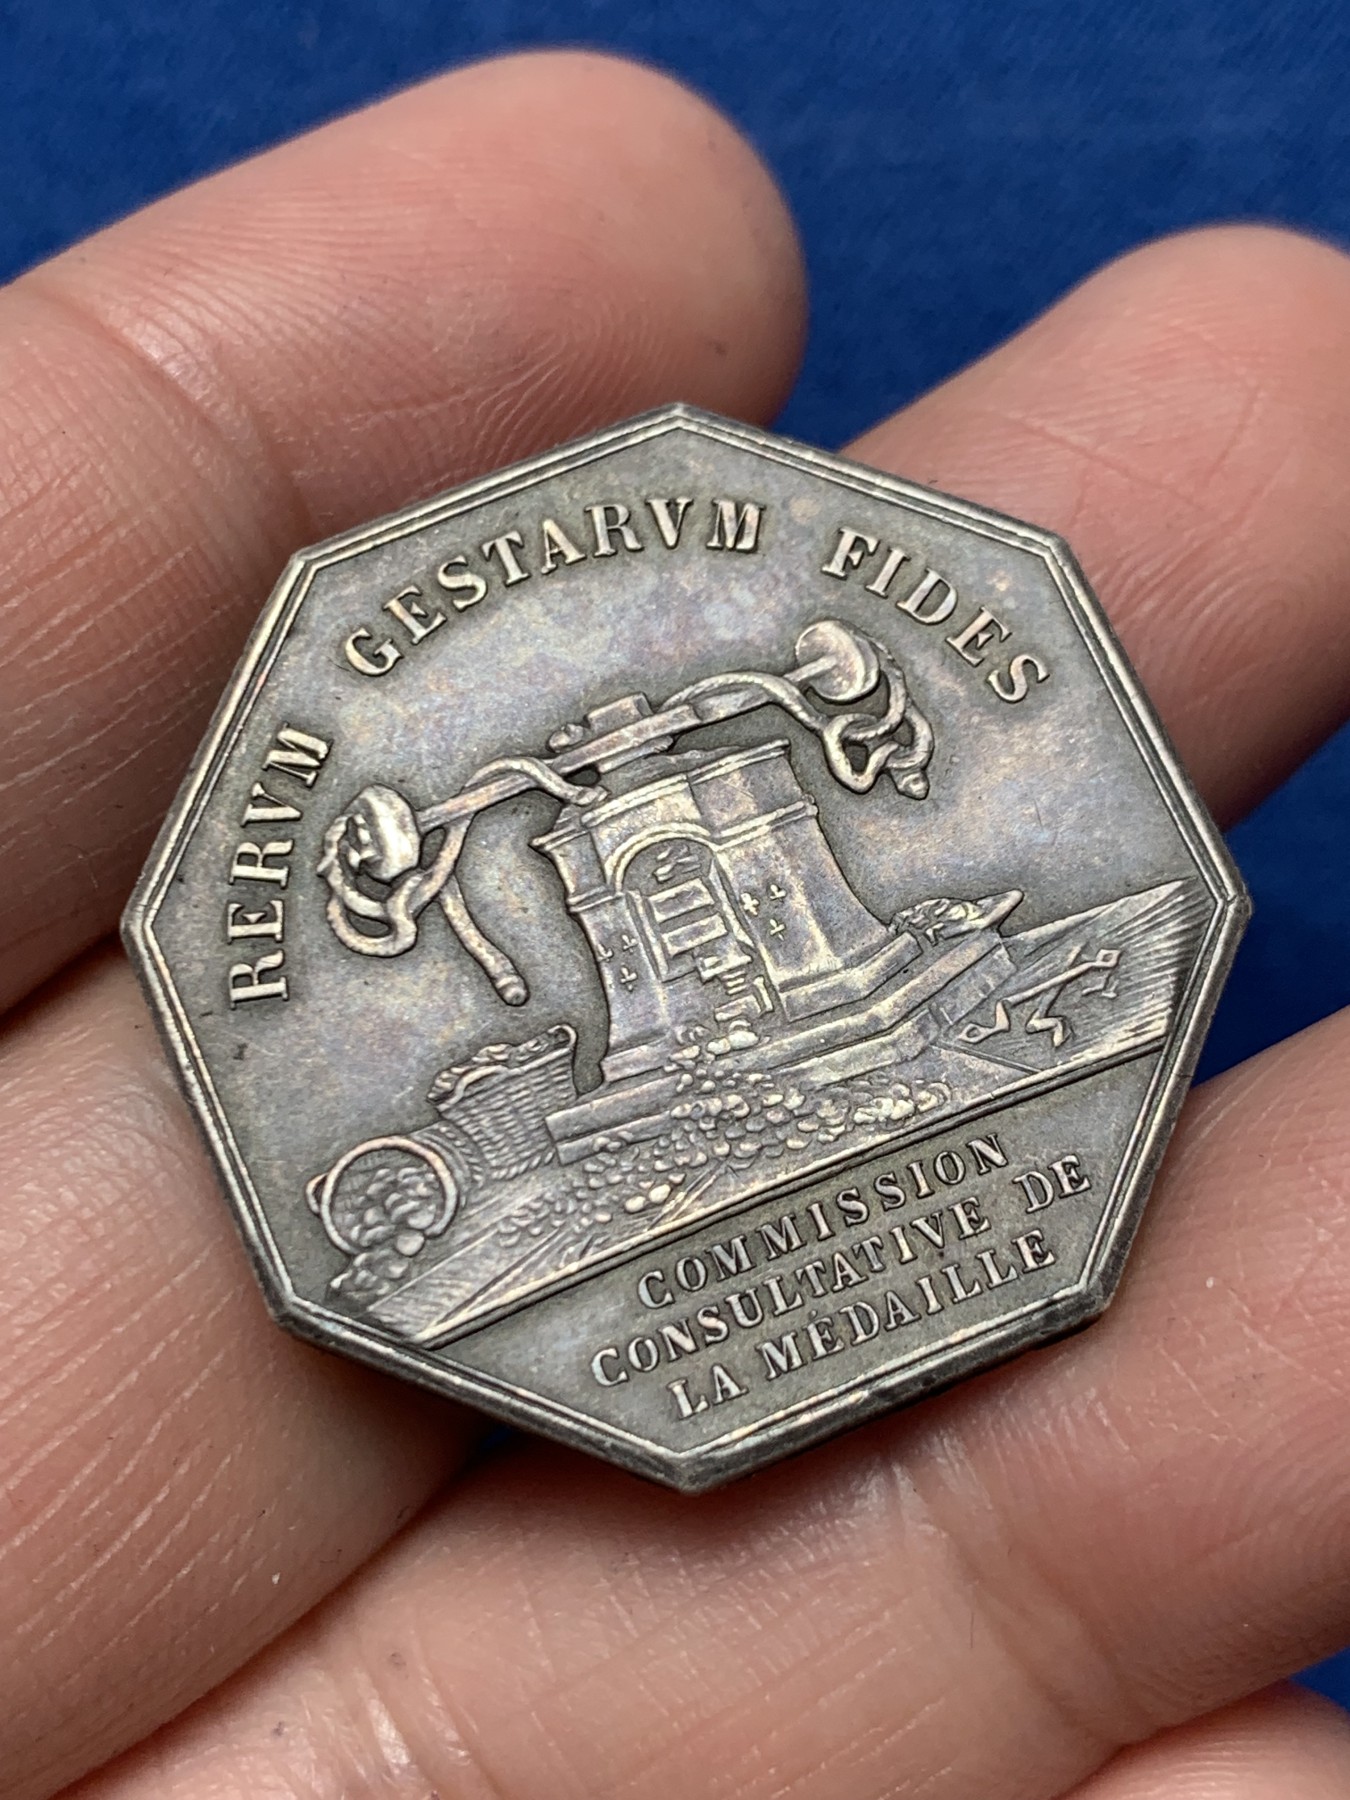 RERVM GESTARVM FIDES
COMMISSION
CONSULTATIVE DE
LA MÉDAILLE